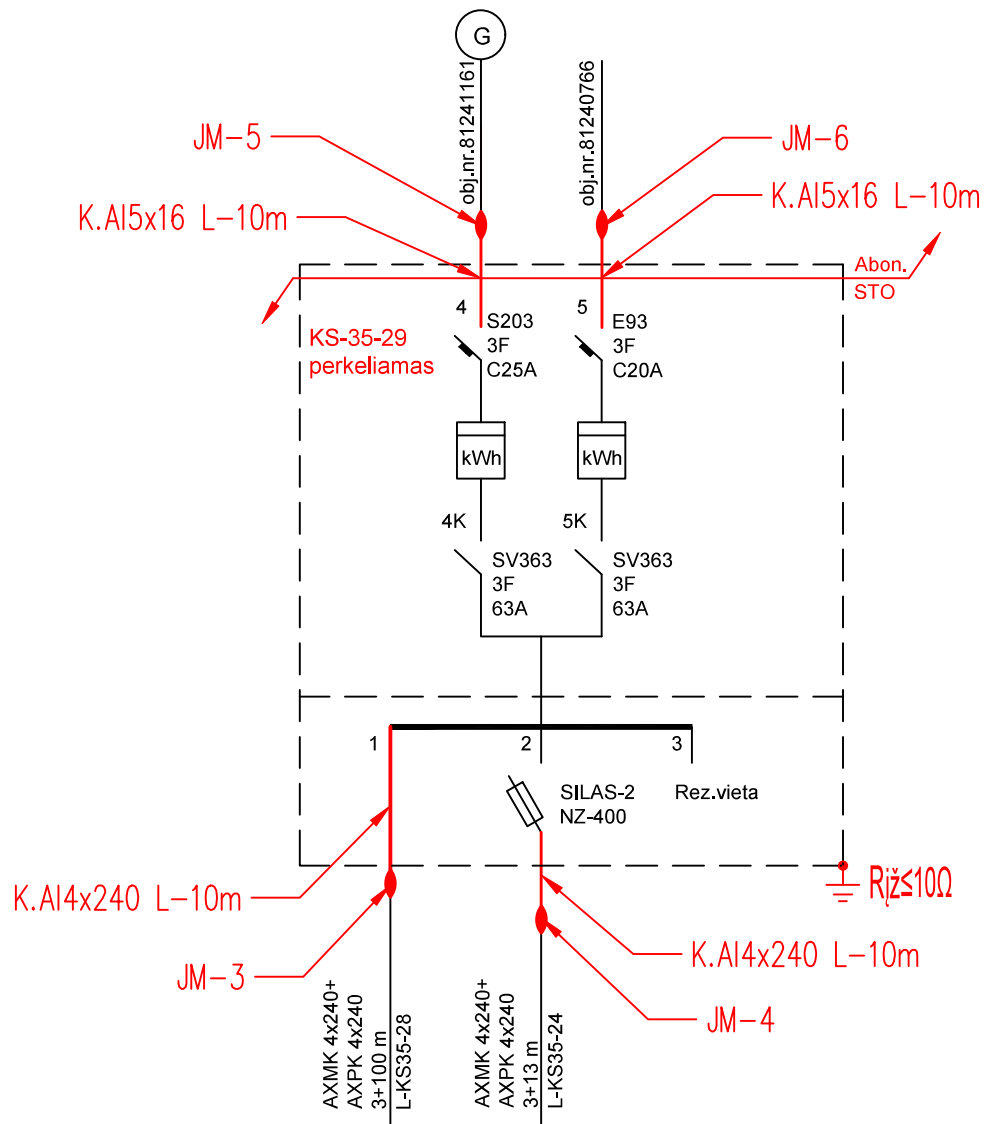 G
obj.nr.81241161
obj.nr.81240766
JM-5
JM-6
K.Al5x16 L-10m
K.Al5x16 L-10m
Abon.
STO
4
5
KS-35-29
perkeliamas
S203
3F
C25A
E93
3F
C20A
kWh
kWh
4K
5K
SV363
3F
63A
SV363
3F
63A
1
2
3
SILAS-2
NZ-400
Rez.vieta
K.Al4x240 L-10m
Rįž≤10Ω
K.Al4x240 L-10m
JM-3
JM-4
AXMK 4x240+
AXPK 4x240
3+100 m
L-KS35-28
AXMK 4x240+
AXPK 4x240
3+13 m
L-KS35-24